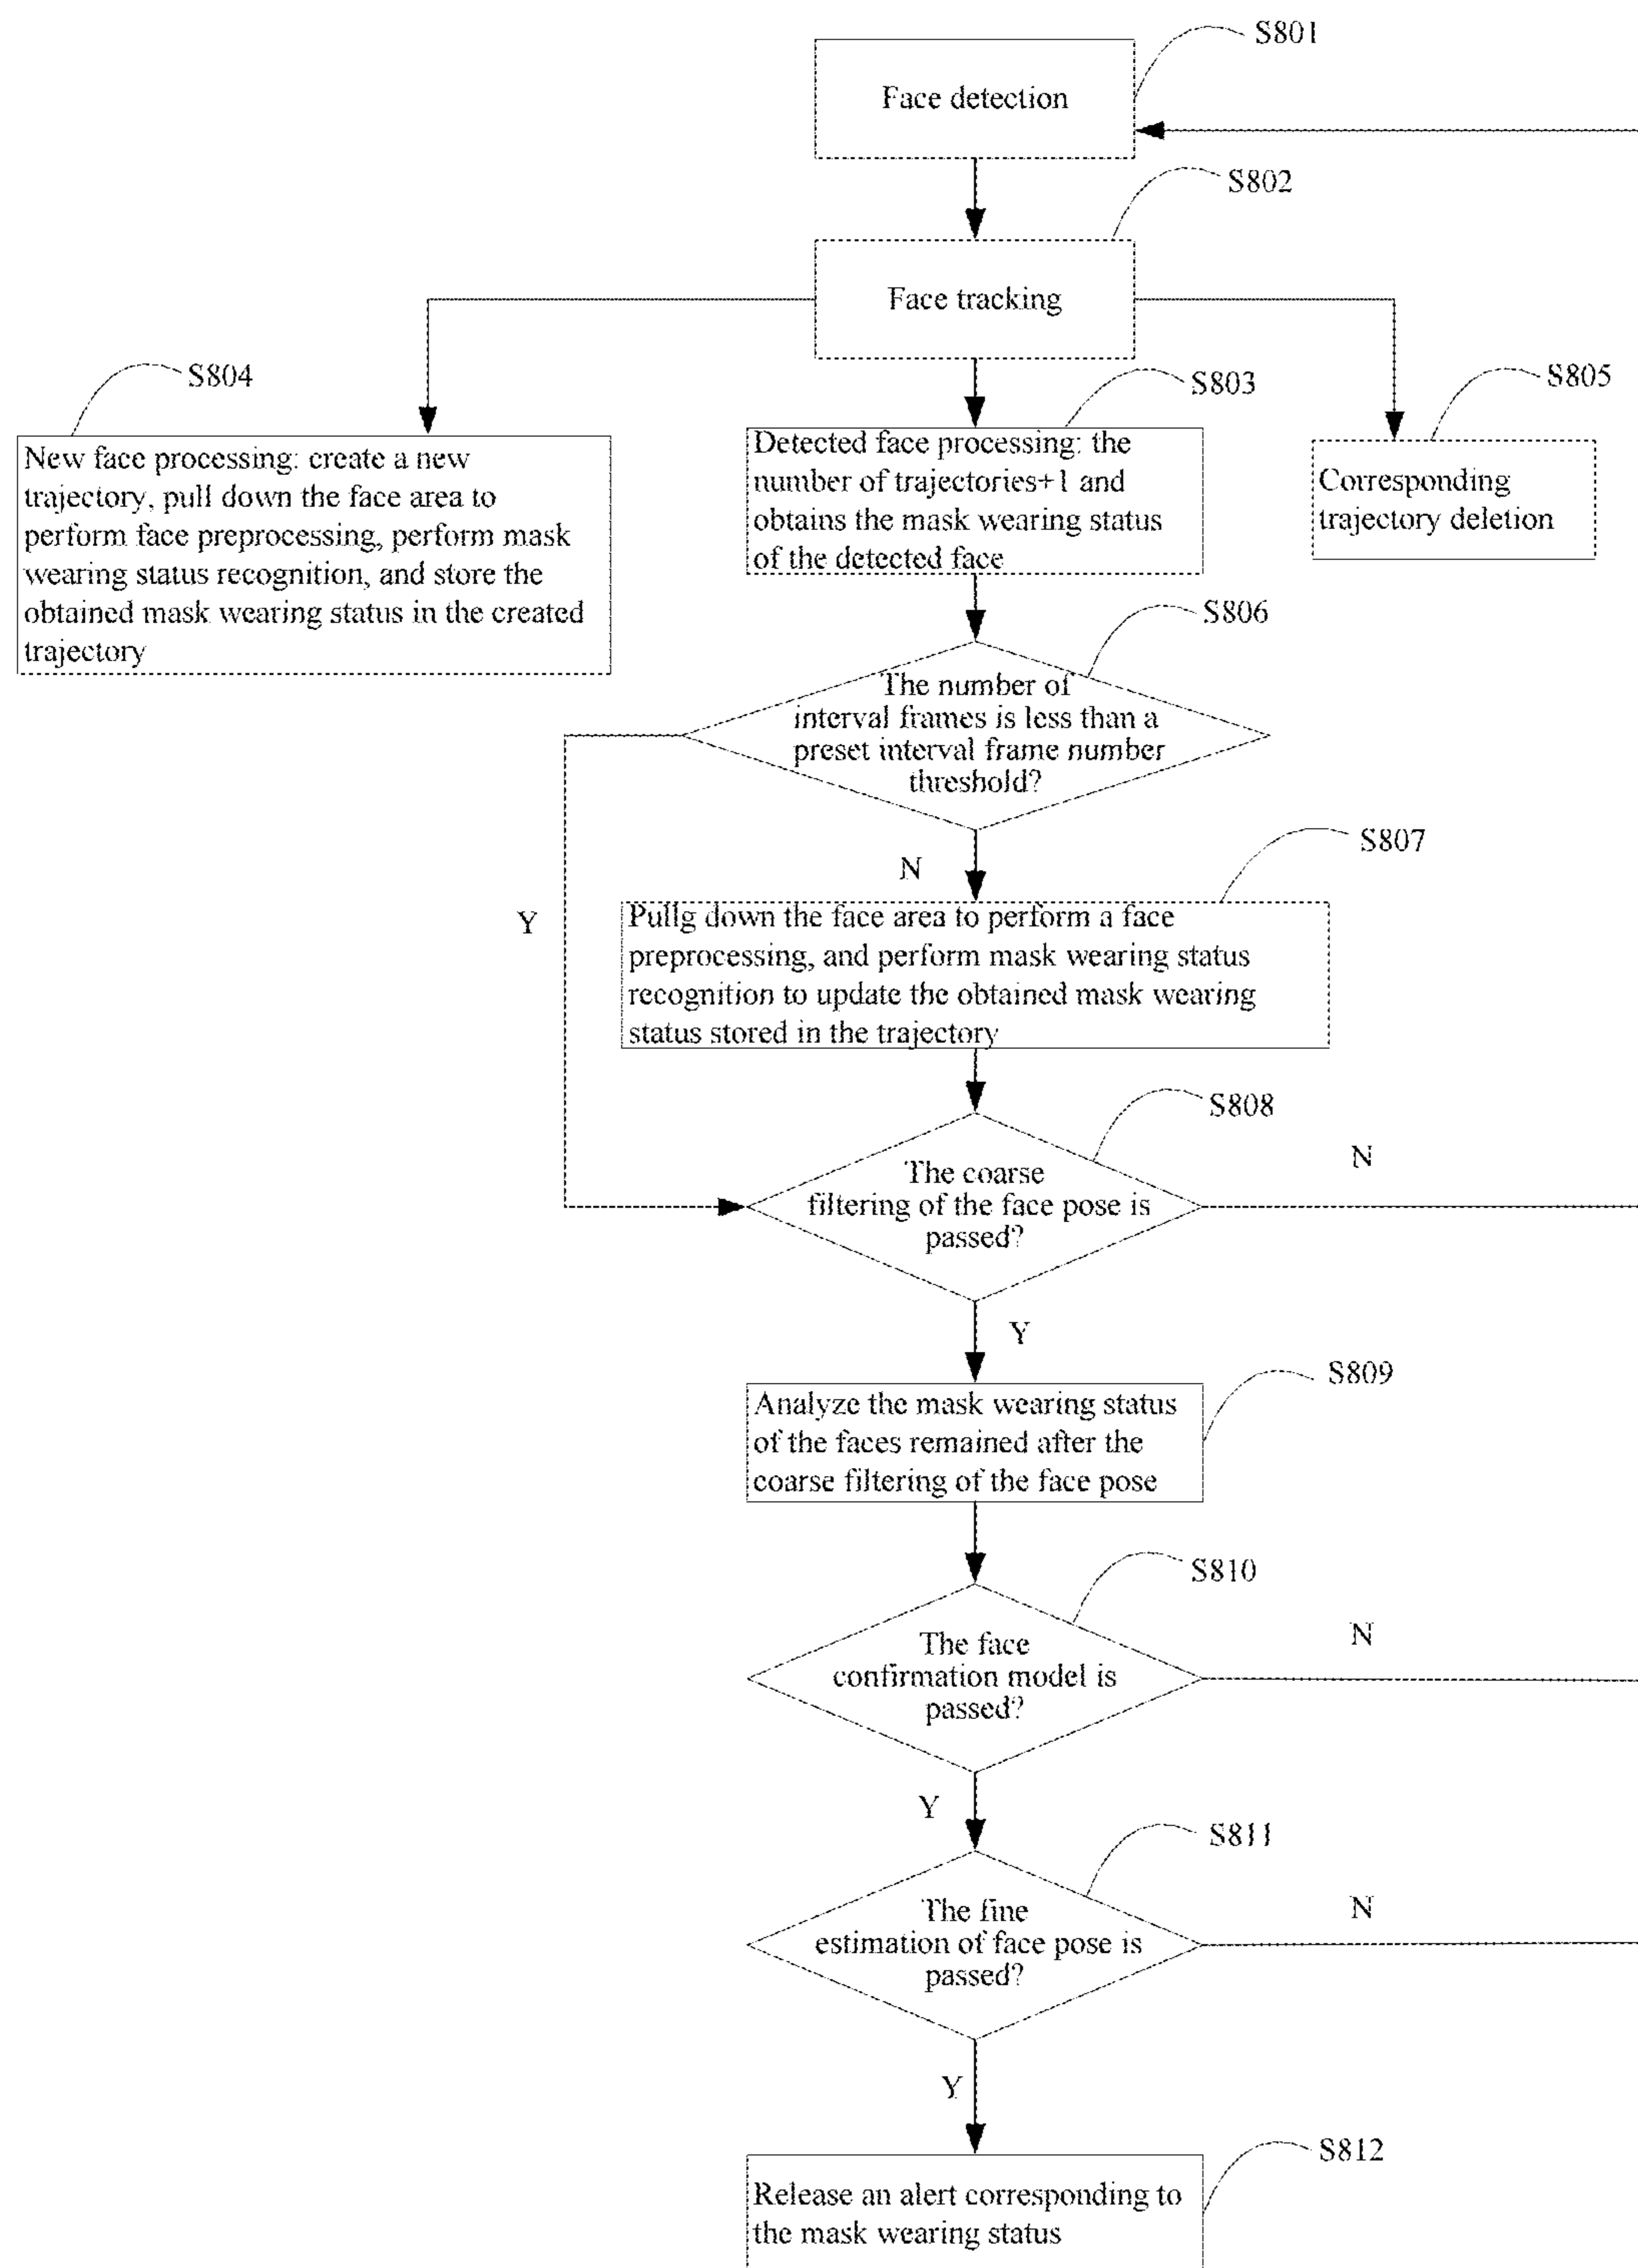 S801
Face detection
S802
Face tracking
S804
S803
S805
New face processing: create a new
trajectory, pull down the face area to
perform face preprocessing, perform mask
wearing status recognition, and store the
obtained mask wearing status in the created
trajectory
Detected face processing: the
number of trajectories+1 and
obtains the mask wearing status
of the detected face
Corresponding
trajectory deletion
S806
The number of
interval frames is less than a
preset interval frame number
threshold?
S807
N
Y
Pullg down the face area to perform a face
preprocessing, and perform mask wearing status
recognition to update the obtained mask wearing
status stored in the trajectory
S808
N
The coarse
filtering of the face pose is
passed?
Y
S809
Analyze the mask wearing status
of the faces remained after the
coarse filtering of the face pose
S810
N
The face
confirmation model is
passed?
Y
S811
N
The fine
estimation of face pose is
passed?
Y
S812
Release an alert corresponding to
the mask wearing status